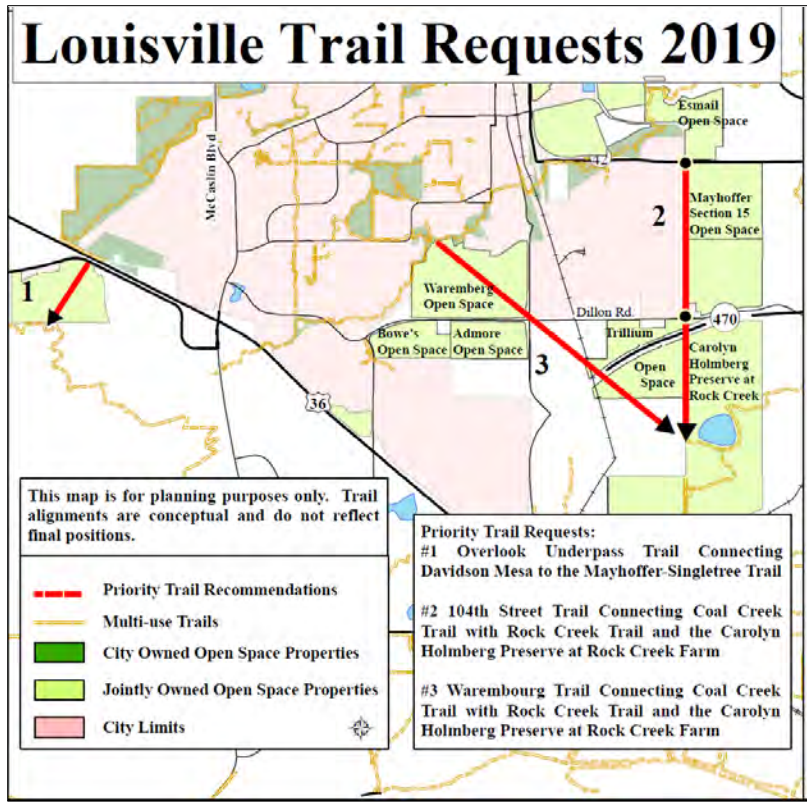 Louisville Trail Requests 2019
McCaslin Blvd
Esmail
Open Space
42
2
Mayhoffer
Section 15
Open Space
1
Waremberg
Open Space
Dillon Rd.
470
Bowe's
Open Space
Admore
Open Space
3
Trillium
Open
Space
Carolyn
Holmberg
Preserve at
Rock Creek
36
This map is for planning purposes only. Trail
alignments are conceptual and do not reflect
final positions.
Priority Trail Recommendations
Multi-use Trails
City Owned Open Space Properties
Jointly Owned Open Space Properties
City Limits
Priority Trail Requests:
#1 Overlook Underpass Trail Connecting
Davidson Mesa to the Mayhoffer-Singletree Trail
#2 104th Street Trail Connecting Coal Creek
Trail with Rock Creek Trail and the Carolyn
Holmberg Preserve at Rock Creek Farm
#3 Warembourg Trail Connecting Coal Creek
Trail with Rock Creek Trail and the Carolyn
Holmberg Preserve at Rock Creek Farm